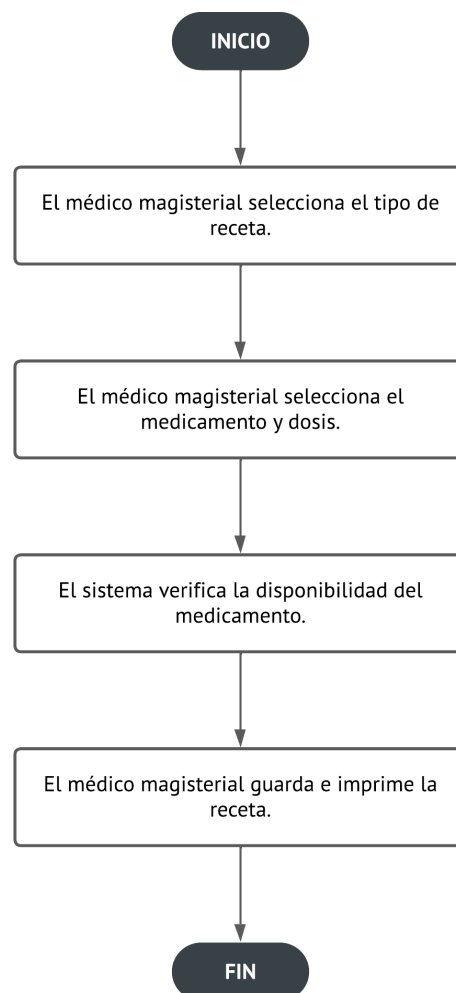 INICIO
El médico magisterial selecciona el tipo de
receta.
El médico magisterial selecciona el
medicamento y dosis.
El sistema verifica la disponibilidad del
medicamento.
El médico magisterial guarda e imprime la
receta.
FIN